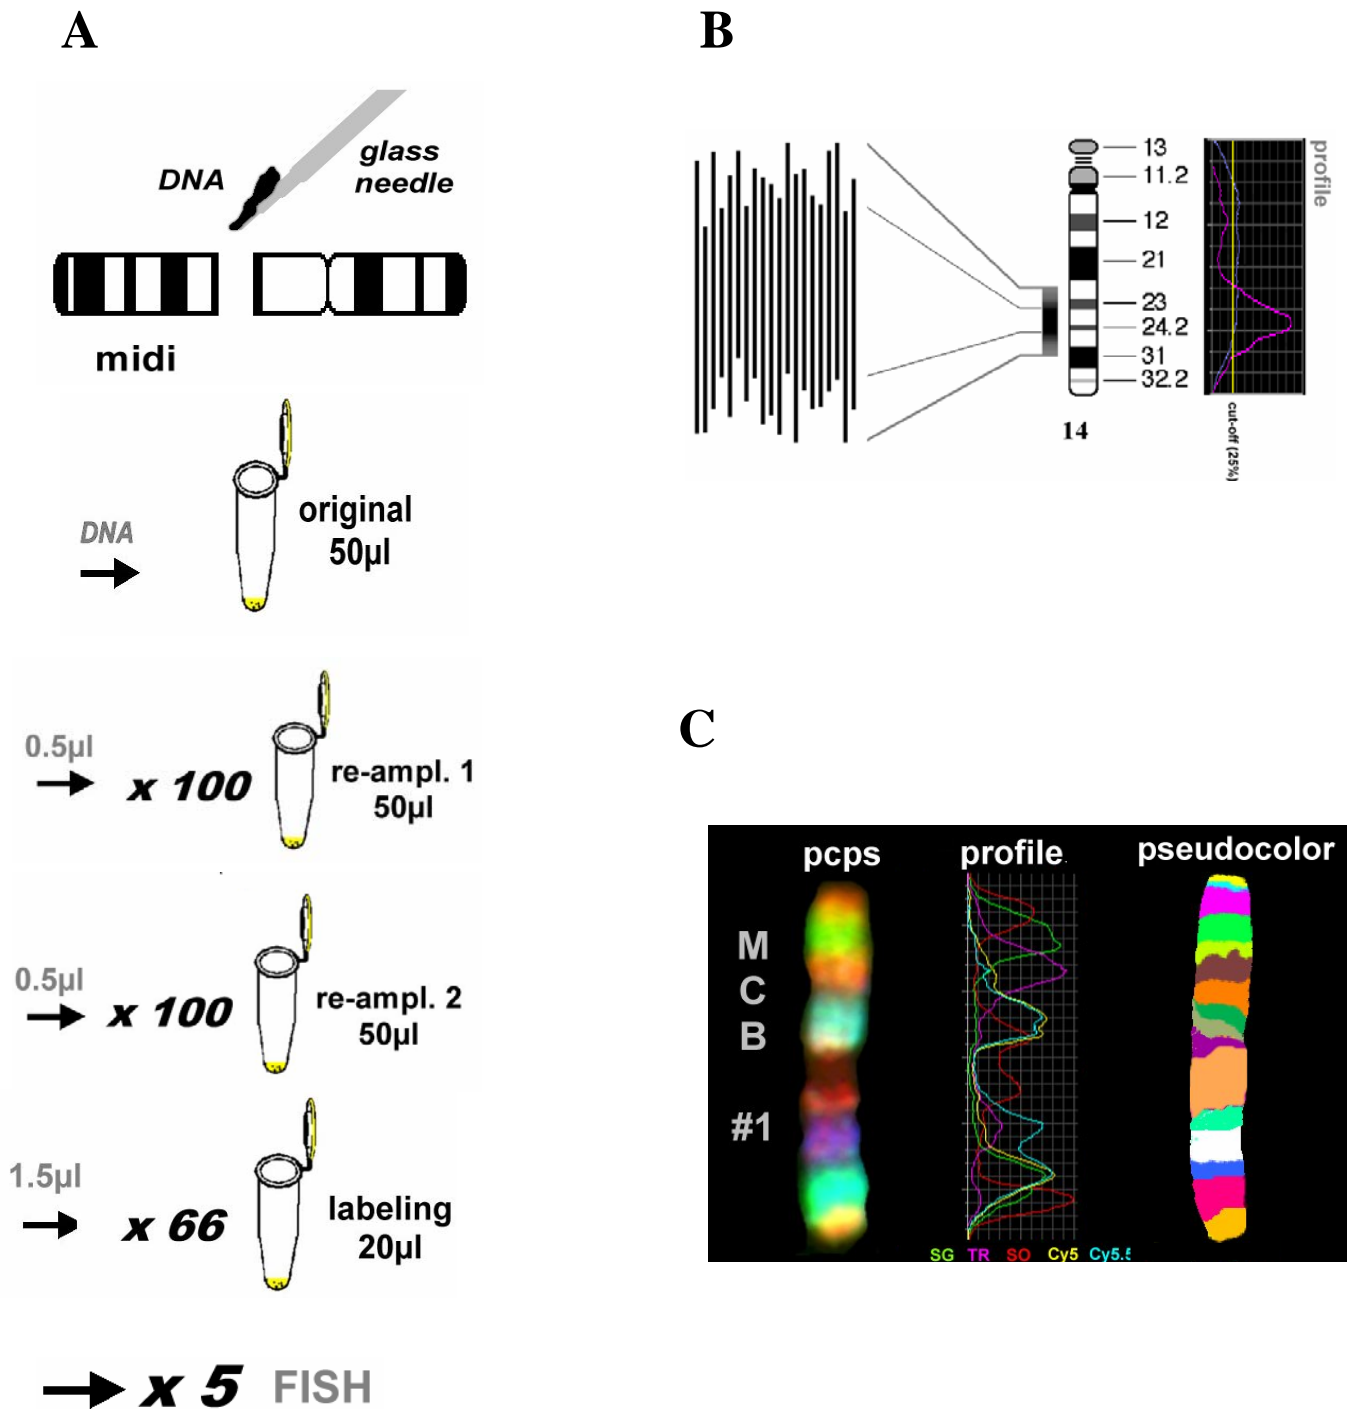 A
DNA
glass
needle
midi
DNA
original
50µl
0.5µl
x 100
re-ampl. 1
50µl
0.5µl
x 100
re-ampl. 2
50µl
1.5µl
x 66
labeling
20µl
x 5 FISH
B
13
11.2
12
21
23
24.2
31
32.2
14
profile
cut-off (25%)
C
pcps
profile
pseudocolor
M
C
B
#1
SG TR SO Cy5 Cy5.5